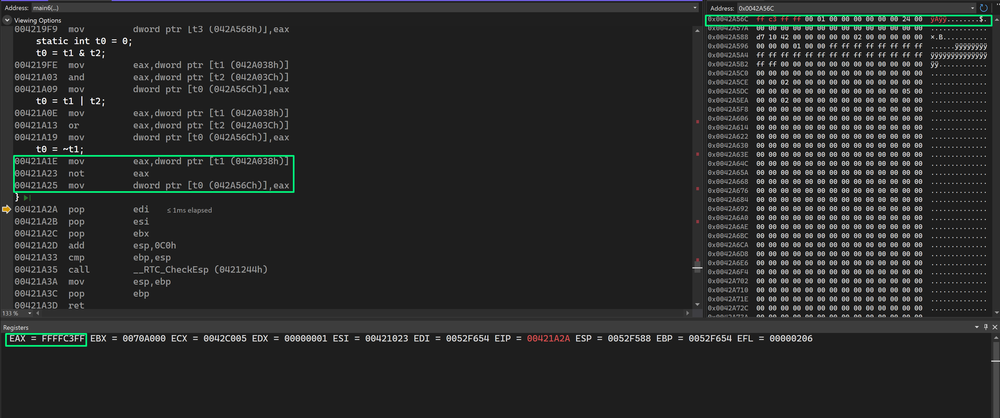 Address: main6(...)
Viewing Options
004219F9 mov dword ptr [t3 (042A568h)],eax
static int t0 = 0;
t0 = t1 & t2;
004219FE mov eax,dword ptr [t1 (042A038h)]
00421A03 and eax,dword ptr [t2 (042A03Ch)]
00421A09 mov dword ptr [t0 (042A56Ch)],eax
t0 = t1 | t2;
00421A0E mov eax,dword ptr [t1 (042A038h)]
00421A13 or eax,dword ptr [t2 (042A03Ch)]
00421A19 mov dword ptr [t0 (042A56Ch)],eax
t0 = ~t1;
00421A1E mov eax,dword ptr [t1 (042A038h)]
00421A23 not eax
00421A25 mov dword ptr [t0 (042A56Ch)],eax
}
00421A2A pop edi ≤ 1ms elapsed
00421A2B pop esi
00421A2C pop ebx
00421A2D add esp,0C0h
00421A33 cmp ebp,esp
00421A35 call __RTC_CheckEsp (0421244h)
00421A3A mov esp,ebp
00421A3C pop ebp
00421A3D ret
133 %
Address: 0x0042A56C
0x0042A56C ff c3 ff ff 00 01 00 00 00 00 00 00 24 00 ÿÃÿÿ........$.
0x0042A57A 00 00 00 00 00 00 00 00 00 00 00 00 00 00 ..............
0x0042A588 d7 10 42 00 00 00 00 00 02 00 00 00 00 00 ×.B...........
0x0042A596 00 00 00 01 00 00 ff ff ff ff ff ff ff ff ......ÿÿÿÿÿÿÿÿ
0x0042A5A4 ff ff ff ff ff ff ff ff ff ff ff ff ff ff ÿÿÿÿÿÿÿÿÿÿÿÿÿÿ
0x0042A5B2 ff ff 00 00 00 00 00 00 00 00 00 00 00 00 ÿÿ............
0x0042A5C0 00 00 00 00 00 00 00 00 00 00 00 00 00 00 ..............
0x0042A5CE 00 00 02 00 00 00 00 00 00 00 00 00 00 00 ..............
0x0042A5DC 00 00 00 00 00 00 00 00 00 00 00 00 05 00 ..............
0x0042A5EA 00 00 02 00 00 00 00 00 00 00 00 00 00 00 ..............
0x0042A5F8 00 00 00 00 00 00 00 00 00 00 00 00 00 00 ..............
0x0042A606 00 00 00 00 00 00 00 00 00 00 00 00 00 00 ..............
0x0042A614 00 00 00 00 00 00 00 00 00 00 00 00 00 00 ..............
0x0042A622 00 00 00 00 00 00 00 00 00 00 00 00 00 00 ..............
0x0042A630 00 00 00 00 00 00 00 00 00 00 00 00 00 00 ..............
0x0042A63E 00 00 00 00 00 00 00 00 00 00 00 00 00 00 ..............
0x0042A64C 00 00 00 00 00 00 00 00 00 00 00 00 00 00 ..............
0x0042A65A 00 00 00 00 00 00 00 00 00 00 00 00 00 00 ..............
0x0042A668 00 00 00 00 00 00 00 00 00 00 00 00 00 00 ..............
0x0042A676 00 00 00 00 00 00 00 00 00 00 00 00 00 00 ..............
0x0042A684 00 00 00 00 00 00 00 00 00 00 00 00 00 00 ..............
0x0042A692 00 00 00 00 00 00 00 00 00 00 00 00 00 00 ..............
0x0042A6A0 00 00 00 00 00 00 00 00 00 00 00 00 00 00 ..............
0x0042A6AE 00 00 00 00 00 00 00 00 00 00 00 00 00 00 ..............
0x0042A6BC 00 00 00 00 00 00 00 00 00 00 00 00 00 00 ..............
0x0042A6CA 00 00 00 00 00 00 00 00 00 00 00 00 00 00 ..............
0x0042A6D8 00 00 00 00 00 00 00 00 00 00 00 00 00 00 ..............
0x0042A6E6 00 00 00 00 00 00 00 00 00 00 00 00 00 00 ..............
0x0042A6F4 00 00 00 00 00 00 00 00 00 00 00 00 00 00 ..............
0x0042A702 00 00 00 00 00 00 00 00 00 00 00 00 00 00 ..............
0x0042A710 00 00 00 00 00 00 00 00 00 00 00 00 00 00 ..............
0x0042A71E 00 00 00 00 00 00 00 00 00 00 00 00 00 00 ..............
0x0042A72C 00 00 00 00 00 00 00 00 00 00 00 00 00 00 ..............
0x0042A73A 00 00 00 00 00 00 00 00 00 00 00 00 00 00
Registers
EAX = FFFFC3FF EBX = 0070A000 ECX = 0042C005 EDX = 00000001 ESI = 00421023 EDI = 0052F654 EIP = 00421A2A ESP = 0052F588 EBP = 0052F654 EFL = 00000206